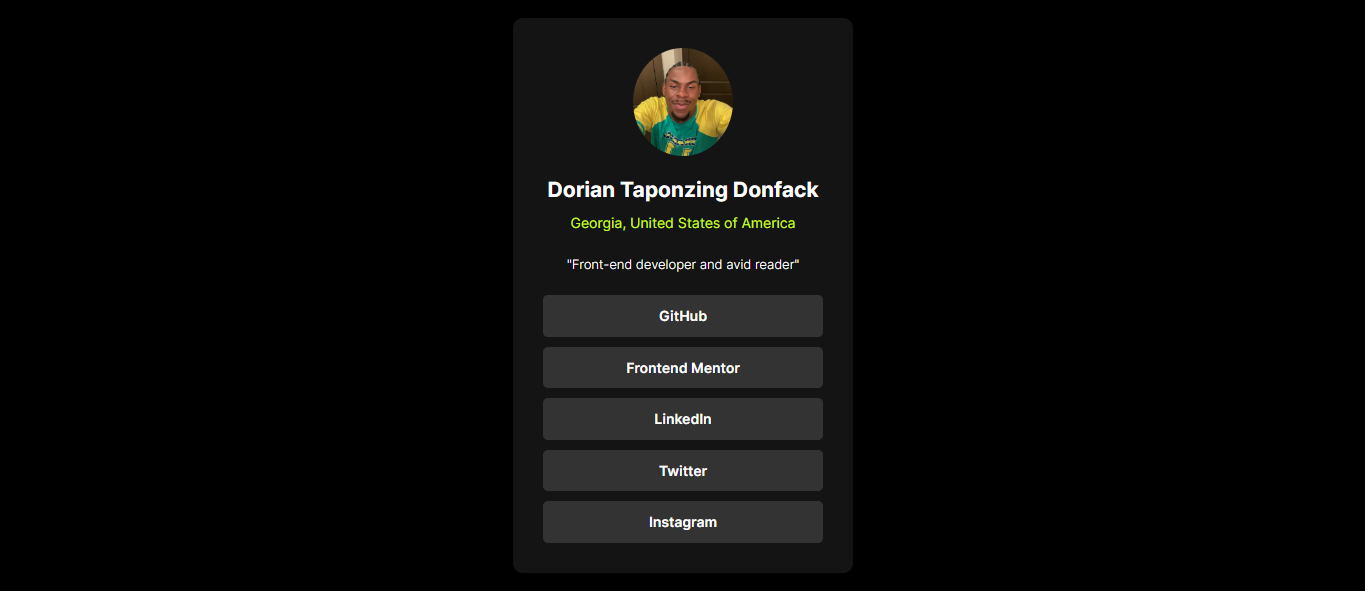 Dorian Taponzing Donfack
Georgia, United States of America
"Front-end developer and avid reader"
GitHub
Frontend Mentor
LinkedIn
Twitter
Instagram